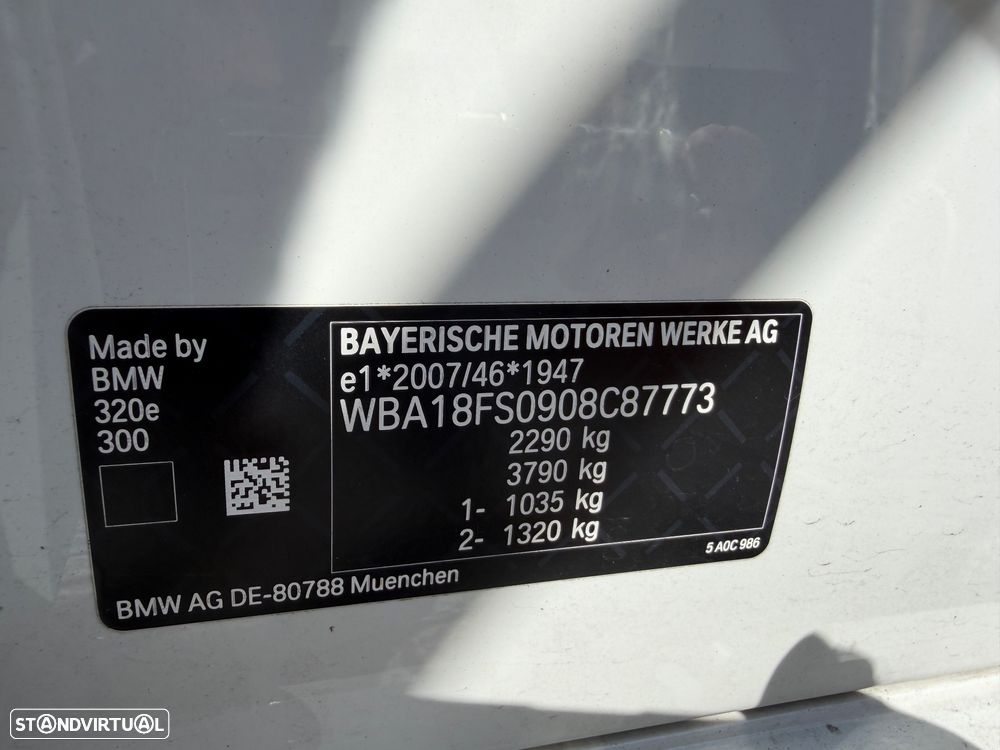 Made by
BMW
320e
300
BAYERISCHE MOTOREN WERKE AG
e1*2007/46*1947
WBA18FS0908C87773
2290 kg
3790 kg
1- 1035 kg
2- 1320 kg
5 A0C 986
BMW AG DE-80788 Muenchen
STANDVIRTUAL